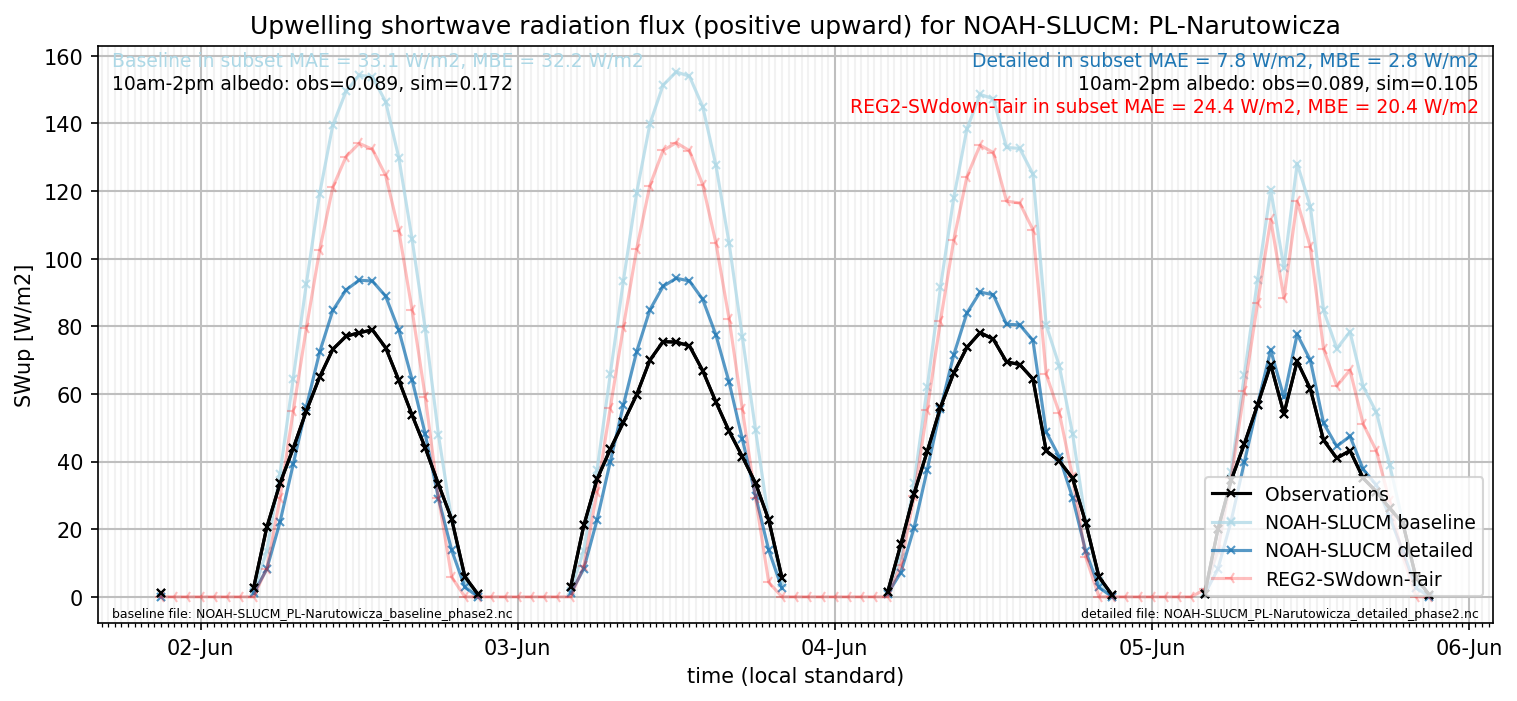 Upwelling shortwave radiation flux (positive upward) for NOAH-SLUCM: PL-Narutowicza
Baseline in subset MAE = 33.1 W/m2, MBE = 32.2 W/m2
10am-2pm albedo: obs=0.089, sim=0.172
Detailed in subset MAE = 7.8 W/m2, MBE = 2.8 W/m2
10am-2pm albedo: obs=0.089, sim=0.105
REG2-SWdown-Tair in subset MAE = 24.4 W/m2, MBE = 20.4 W/m2
SWup [W/m2]
160
140
120
100
80
60
40
20
0
Observations
NOAH-SLUCM baseline
NOAH-SLUCM detailed
REG2-SWdown-Tair
baseline file: NOAH-SLUCM_PL-Narutowicza_baseline_phase2.nc
detailed file: NOAH-SLUCM_PL-Narutowicza_detailed_phase2.nc
02-Jun
03-Jun
04-Jun
05-Jun
06-Jun
time (local standard)